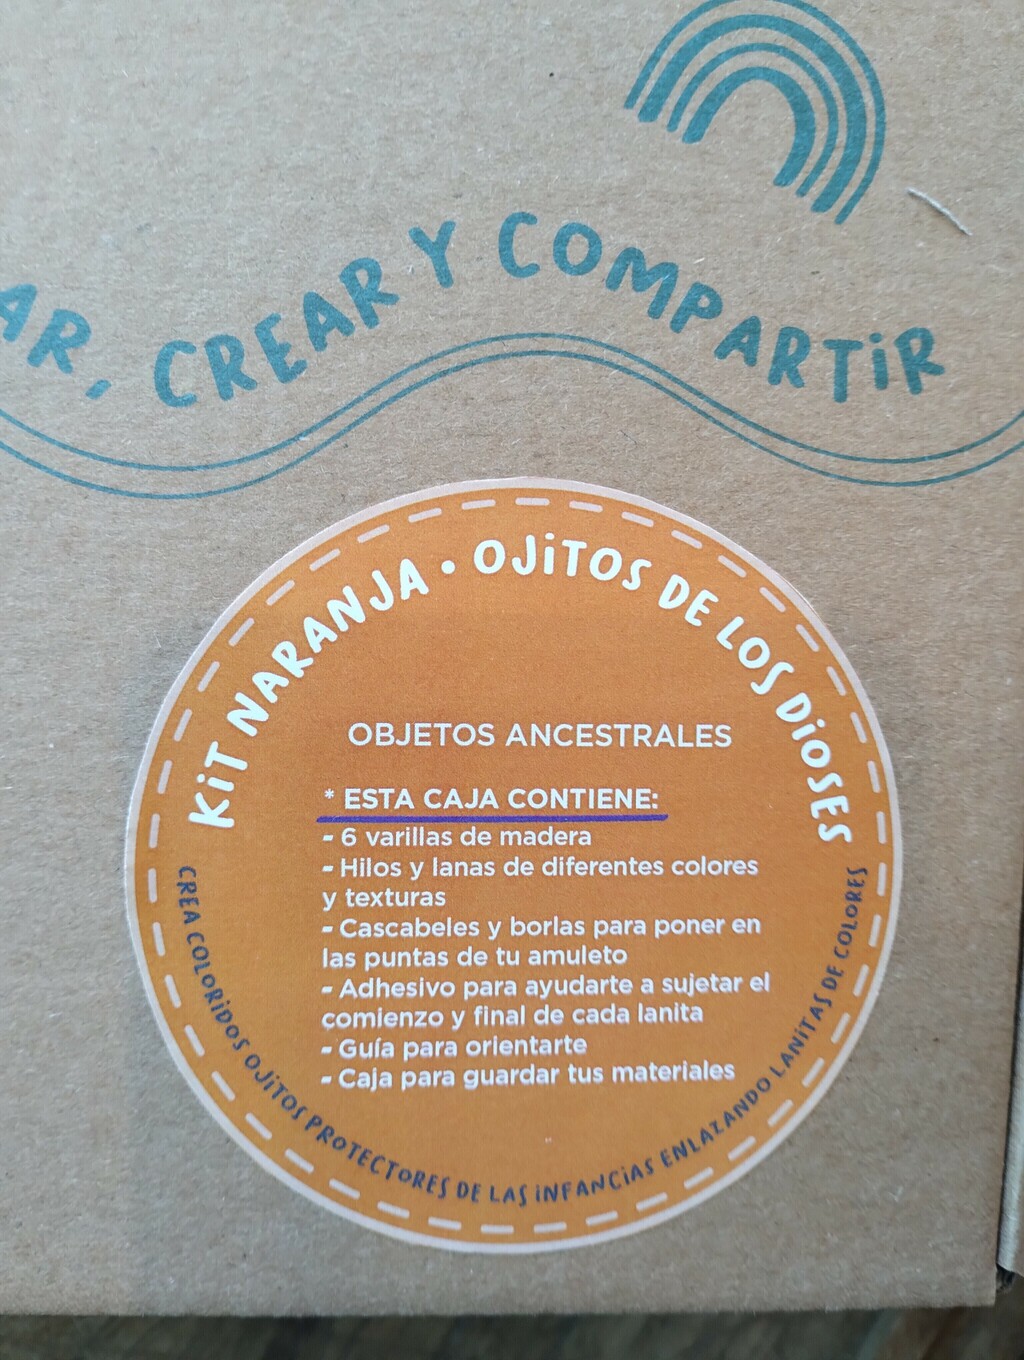 CREAR Y COMPARTIR
KIT NARANJA • OJITOS DE LOS DIOSES
OBJETOS ANCESTRALES
* ESTA CAJA CONTIENE:
- 6 varillas de madera
- Hilos y lanas de diferentes colores
y texturas
- Cascabeles y borlas para poner en
las puntas de tu amuleto
- Adhesivo para ayudarte a sujetar el
comienzo y final de cada lanita
- Guía para orientarte
- Caja para guardar tus materiales
CREA COLORIDOS OJITOS PROTECTORES DE LAS INFANCIAS ENLAZANDO LANITAS DE COLORES